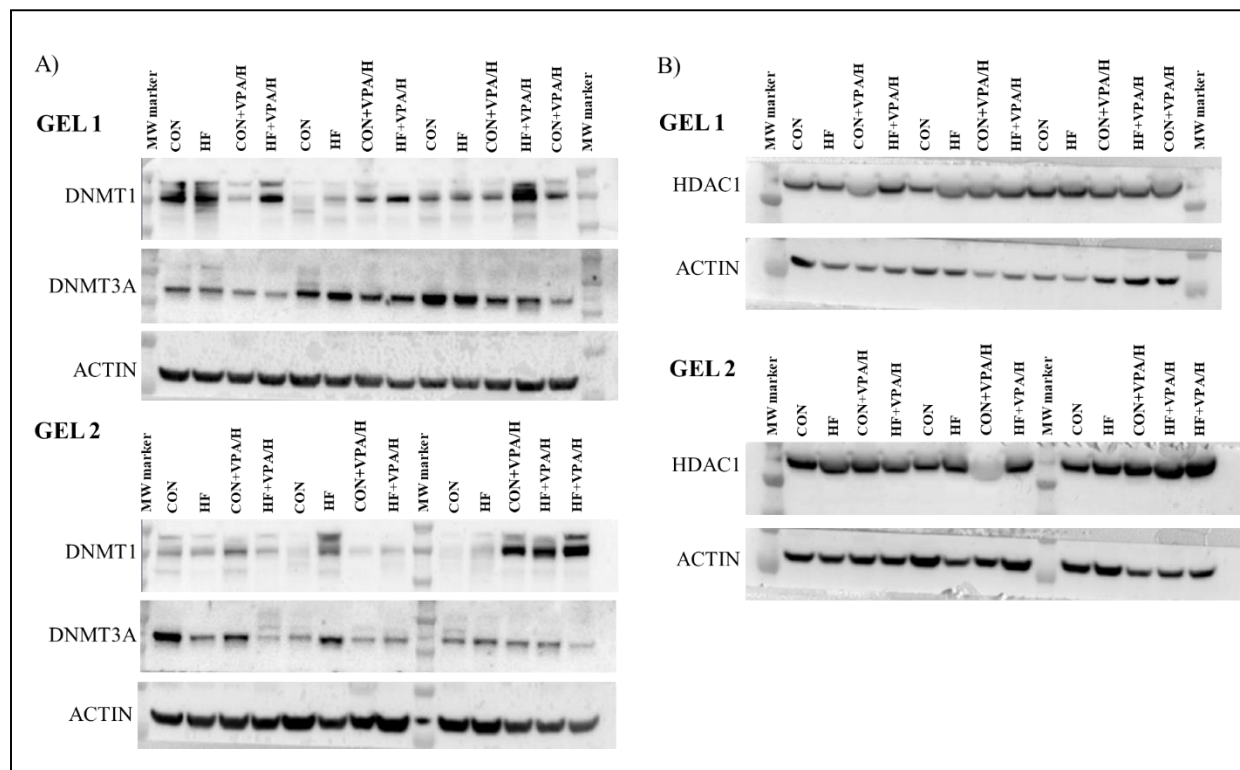 A)
GEL 1
MW marker
CON
HF
CON+VPA/H
HF+VPA/H
CON
HF
CON+VPA/H
HF+VPA/H
CON
HF
CON+VPA/H
HF+VPA/H
CON+VPA/H
MW marker
DNMT1
DNMT3A
ACTIN
GEL 2
MW marker
CON
HF
CON+VPA/H
HF+VPA/H
CON
HF
CON+VPA/H
HF+VPA/H
MW marker
CON
HF
CON+VPA/H
HF+VPA/H
HF+VPA/H
DNMT1
DNMT3A
ACTIN
B)
GEL 1
MW marker
CON
HF
CON+VPA/H
HF+VPA/H
CON
HF
CON+VPA/H
HF+VPA/H
CON
HF
CON+VPA/H
HF+VPA/H
CON+VPA/H
MW marker
HDAC1
ACTIN
GEL 2
MW marker
CON
HF
CON+VPA/H
HF+VPA/H
CON
HF
CON+VPA/H
HF+VPA/H
MW marker
CON
HF
CON+VPA/H
HF+VPA/H
HF+VPA/H
HDAC1
ACTIN